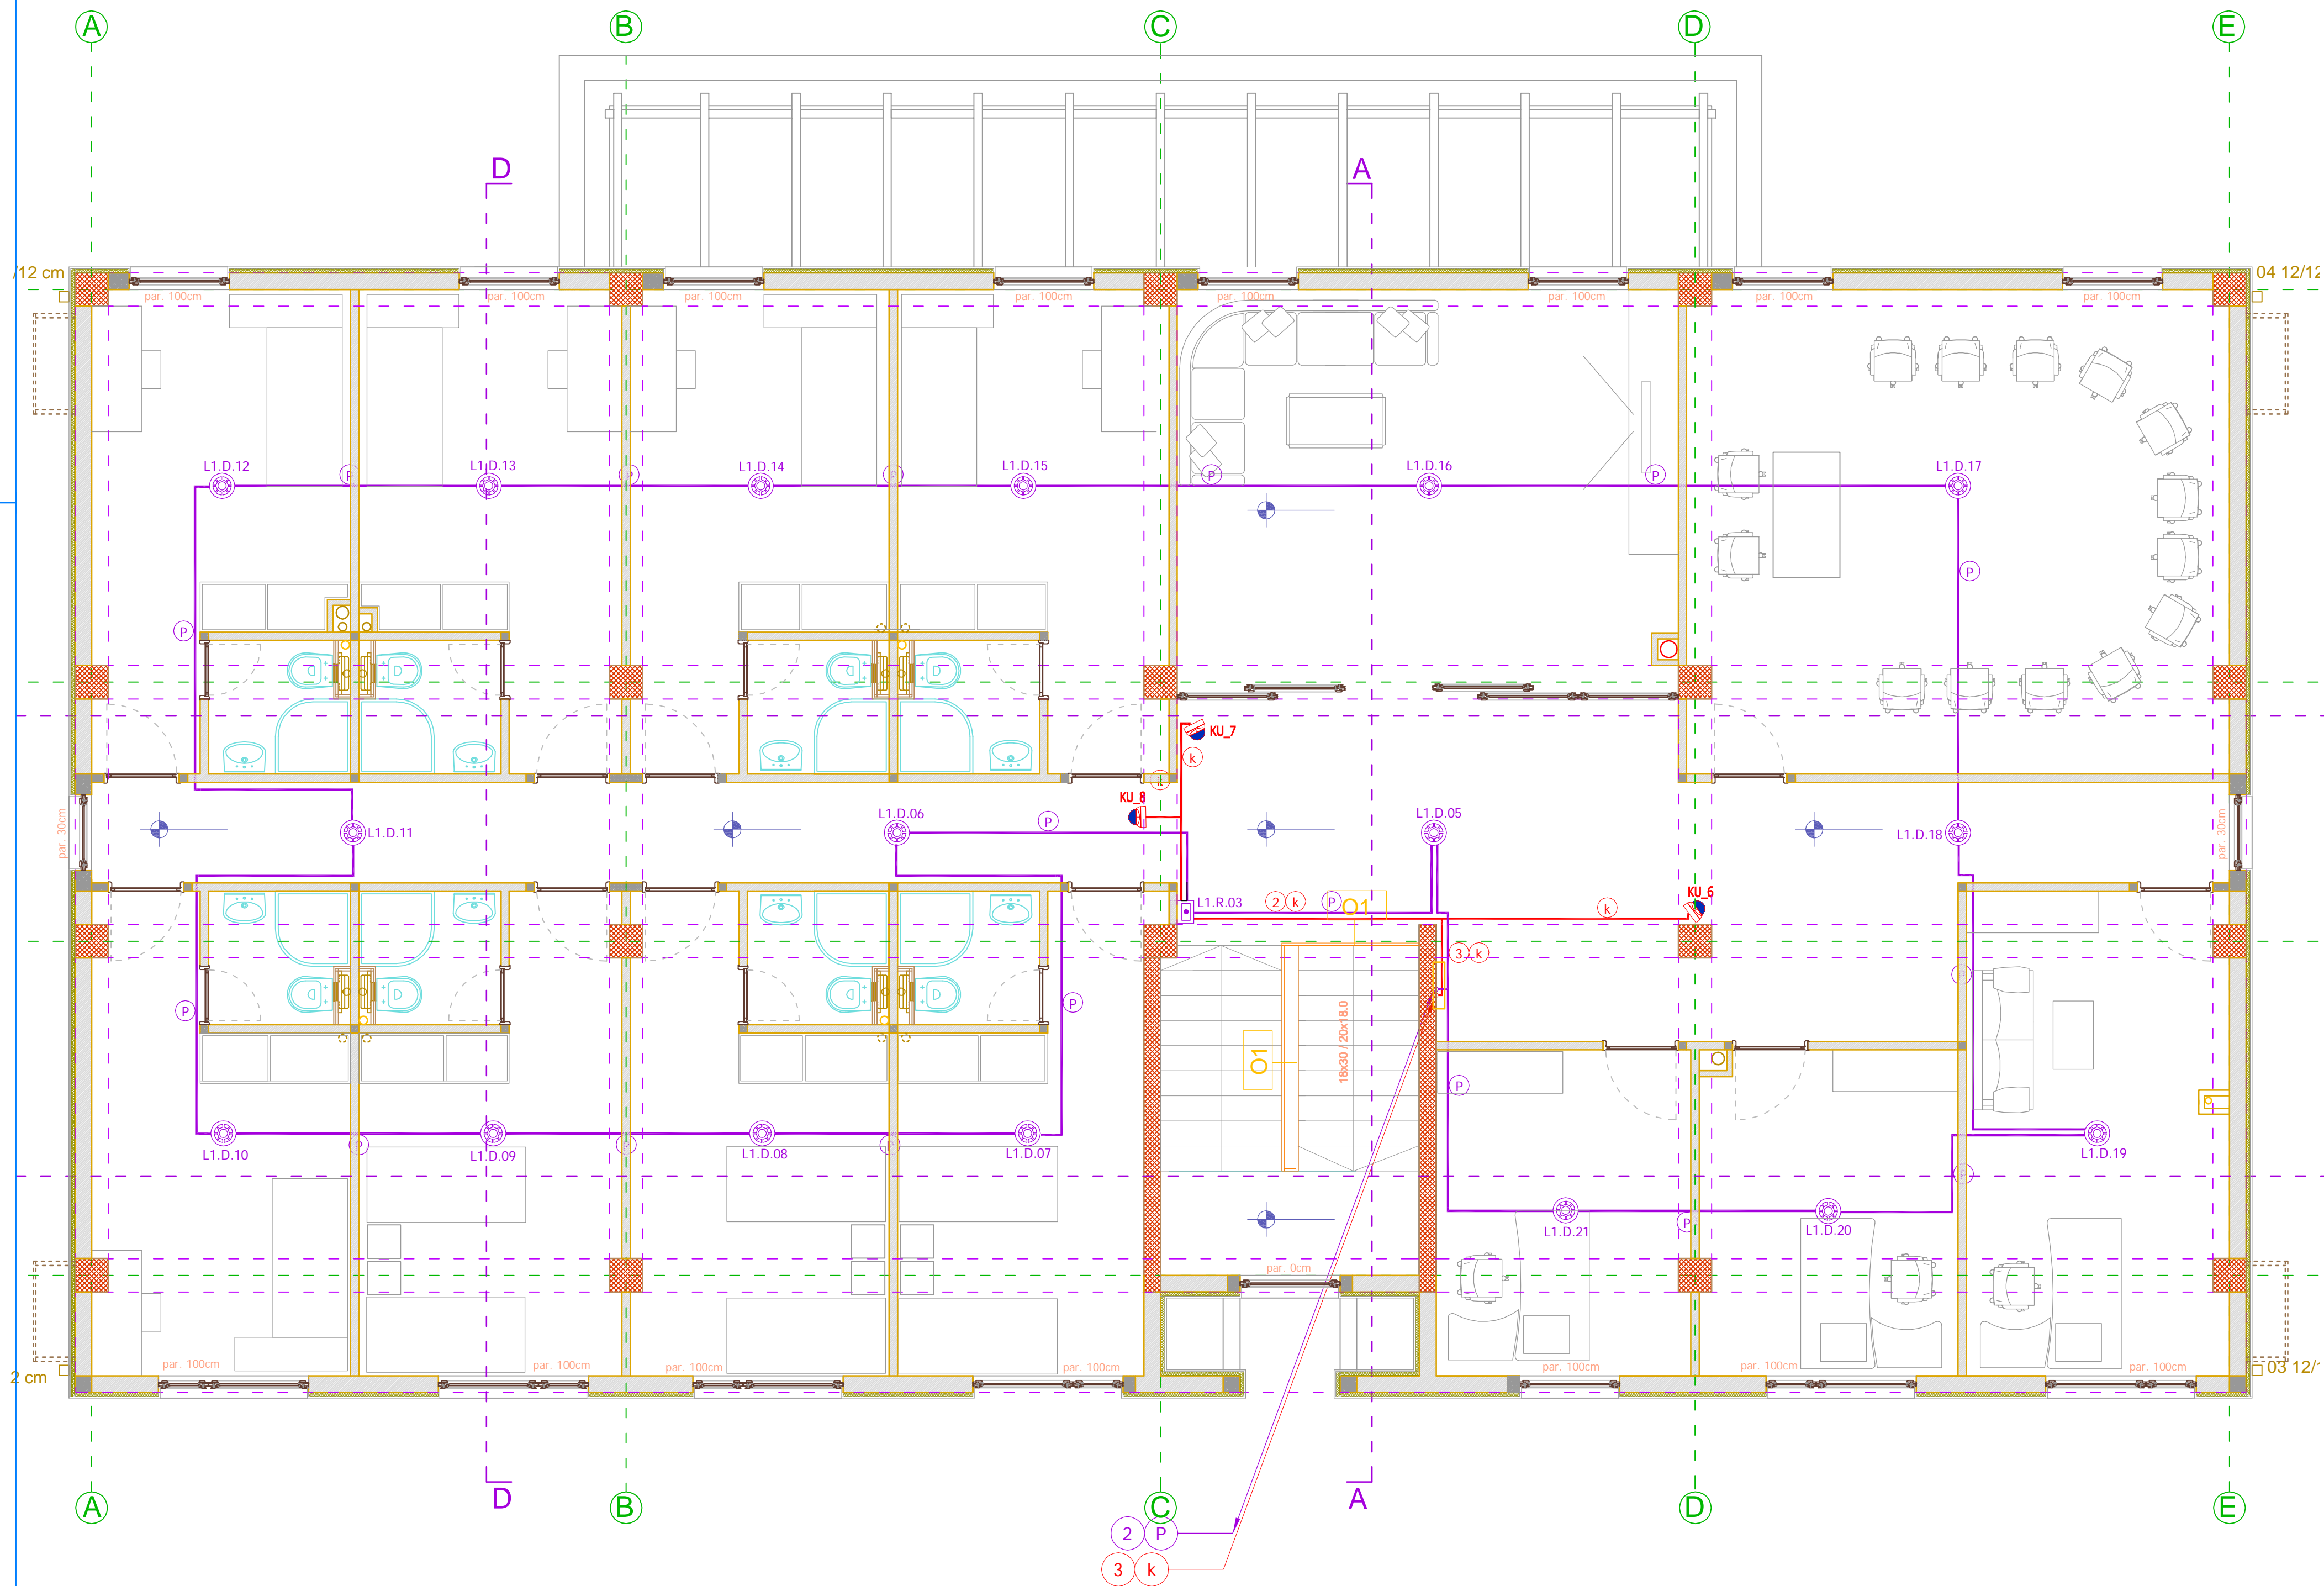 A B C D E
D A
/12 cm
04 12/12
par. 100cm par. 100cm par. 100cm par. 100cm par. 100cm par. 100cm par. 100cm par. 100cm
L1.D.12 P L1.D.13 P L1.D.14 P L1.D.15 P L1.D.16 P L1.D.17
P
P
KU_7
k
k
KU_8
L1.D.06 P L1.D.05
par. 30cm L1.D.11 L1.D.18 par. 30cm
KU_6
L1.R.03 2 k P O1 k
3 k
P
P P
18x30 / 20x18.0
O1
P
P P P
L1.D.10 L1.D.09 L1.D.08 L1.D.07 L1.D.19
P
P
L1.D.21 L1.D.20
par. 0cm
par. 100cm par. 100cm par. 100cm par. 100cm par. 100cm par. 100cm par. 100cm
2 cm
03 12/
D A
A B C D E
2 P
3 k